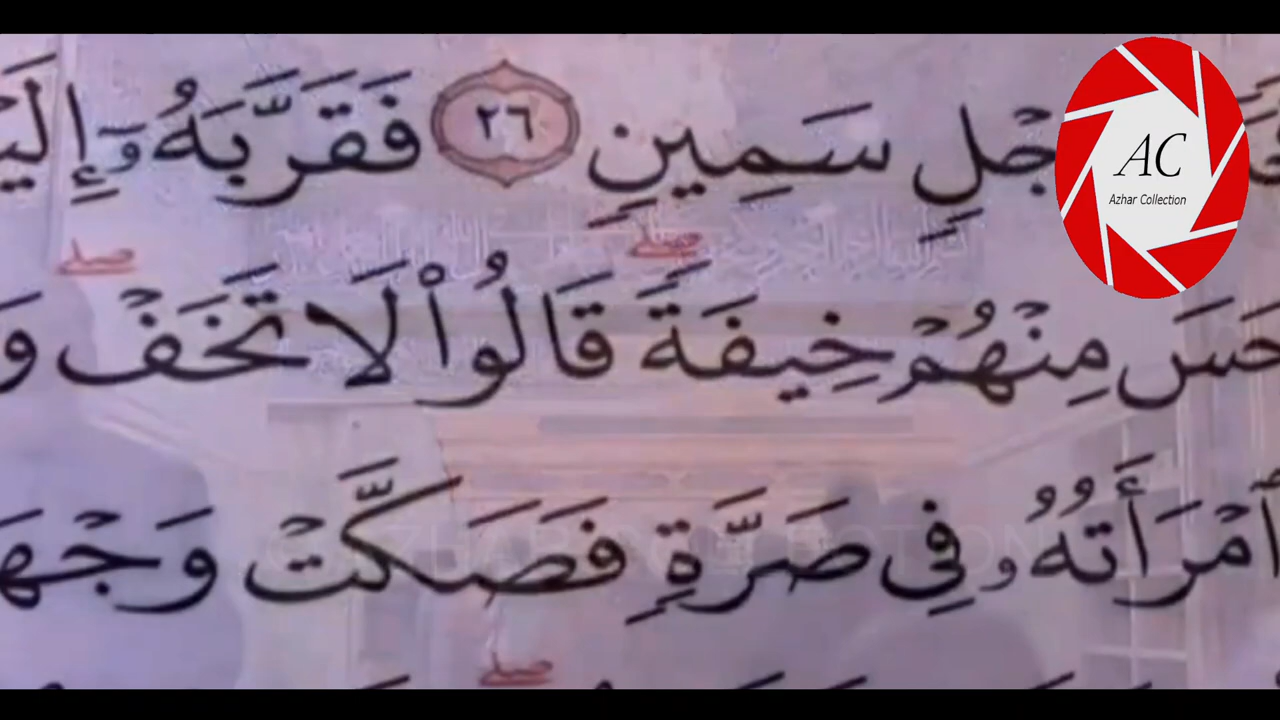 جۡلٖ سَمِينٖ ٢٦ فَقَرَّبَهُۥٓ
مِنۡهُمۡ خِيفَةٗۖ قَالُواْ لَا تَخَفۡۖ
ٱمۡرَأَتُهُۥ فِي صَرَّةٖ فَصَكَّتۡ وَجۡهَ
AC
Azhar Collection